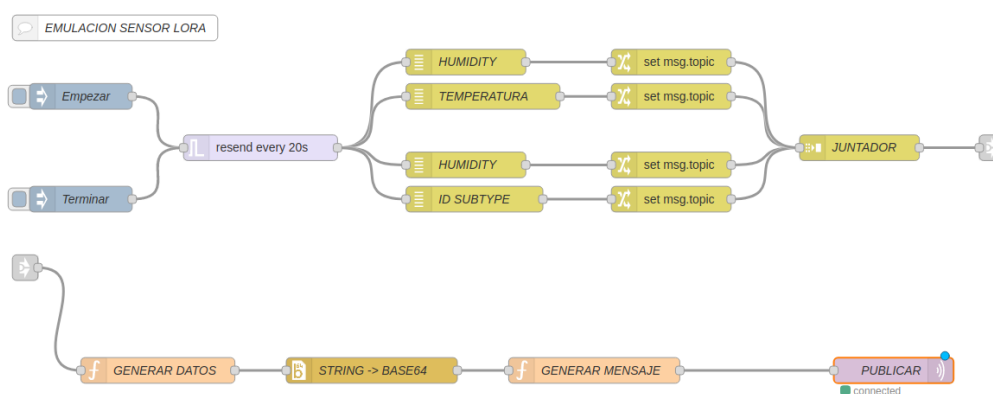 EMULACION SENSOR LORA
HUMIDITY
set msg.topic
Empezar
TEMPERATURA
set msg.topic
resend every 20s
JUNTADOR
HUMIDITY
set msg.topic
Terminar
ID SUBTYPE
set msg.topic
GENERAR DATOS
STRING -> BASE64
GENERAR MENSAJE
PUBLICAR
connected